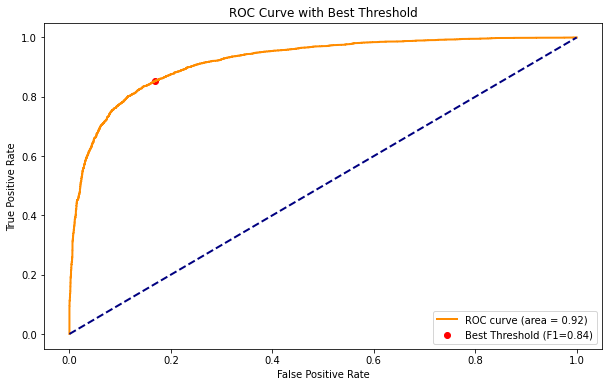 ROC Curve with Best Threshold
True Positive Rate
1.0
0.8
0.6
0.4
0.2
0.0
ROC curve (area = 0.92)
Best Threshold (F1=0.84)
0.0 0.2 0.4 0.6 0.8 1.0
False Positive Rate